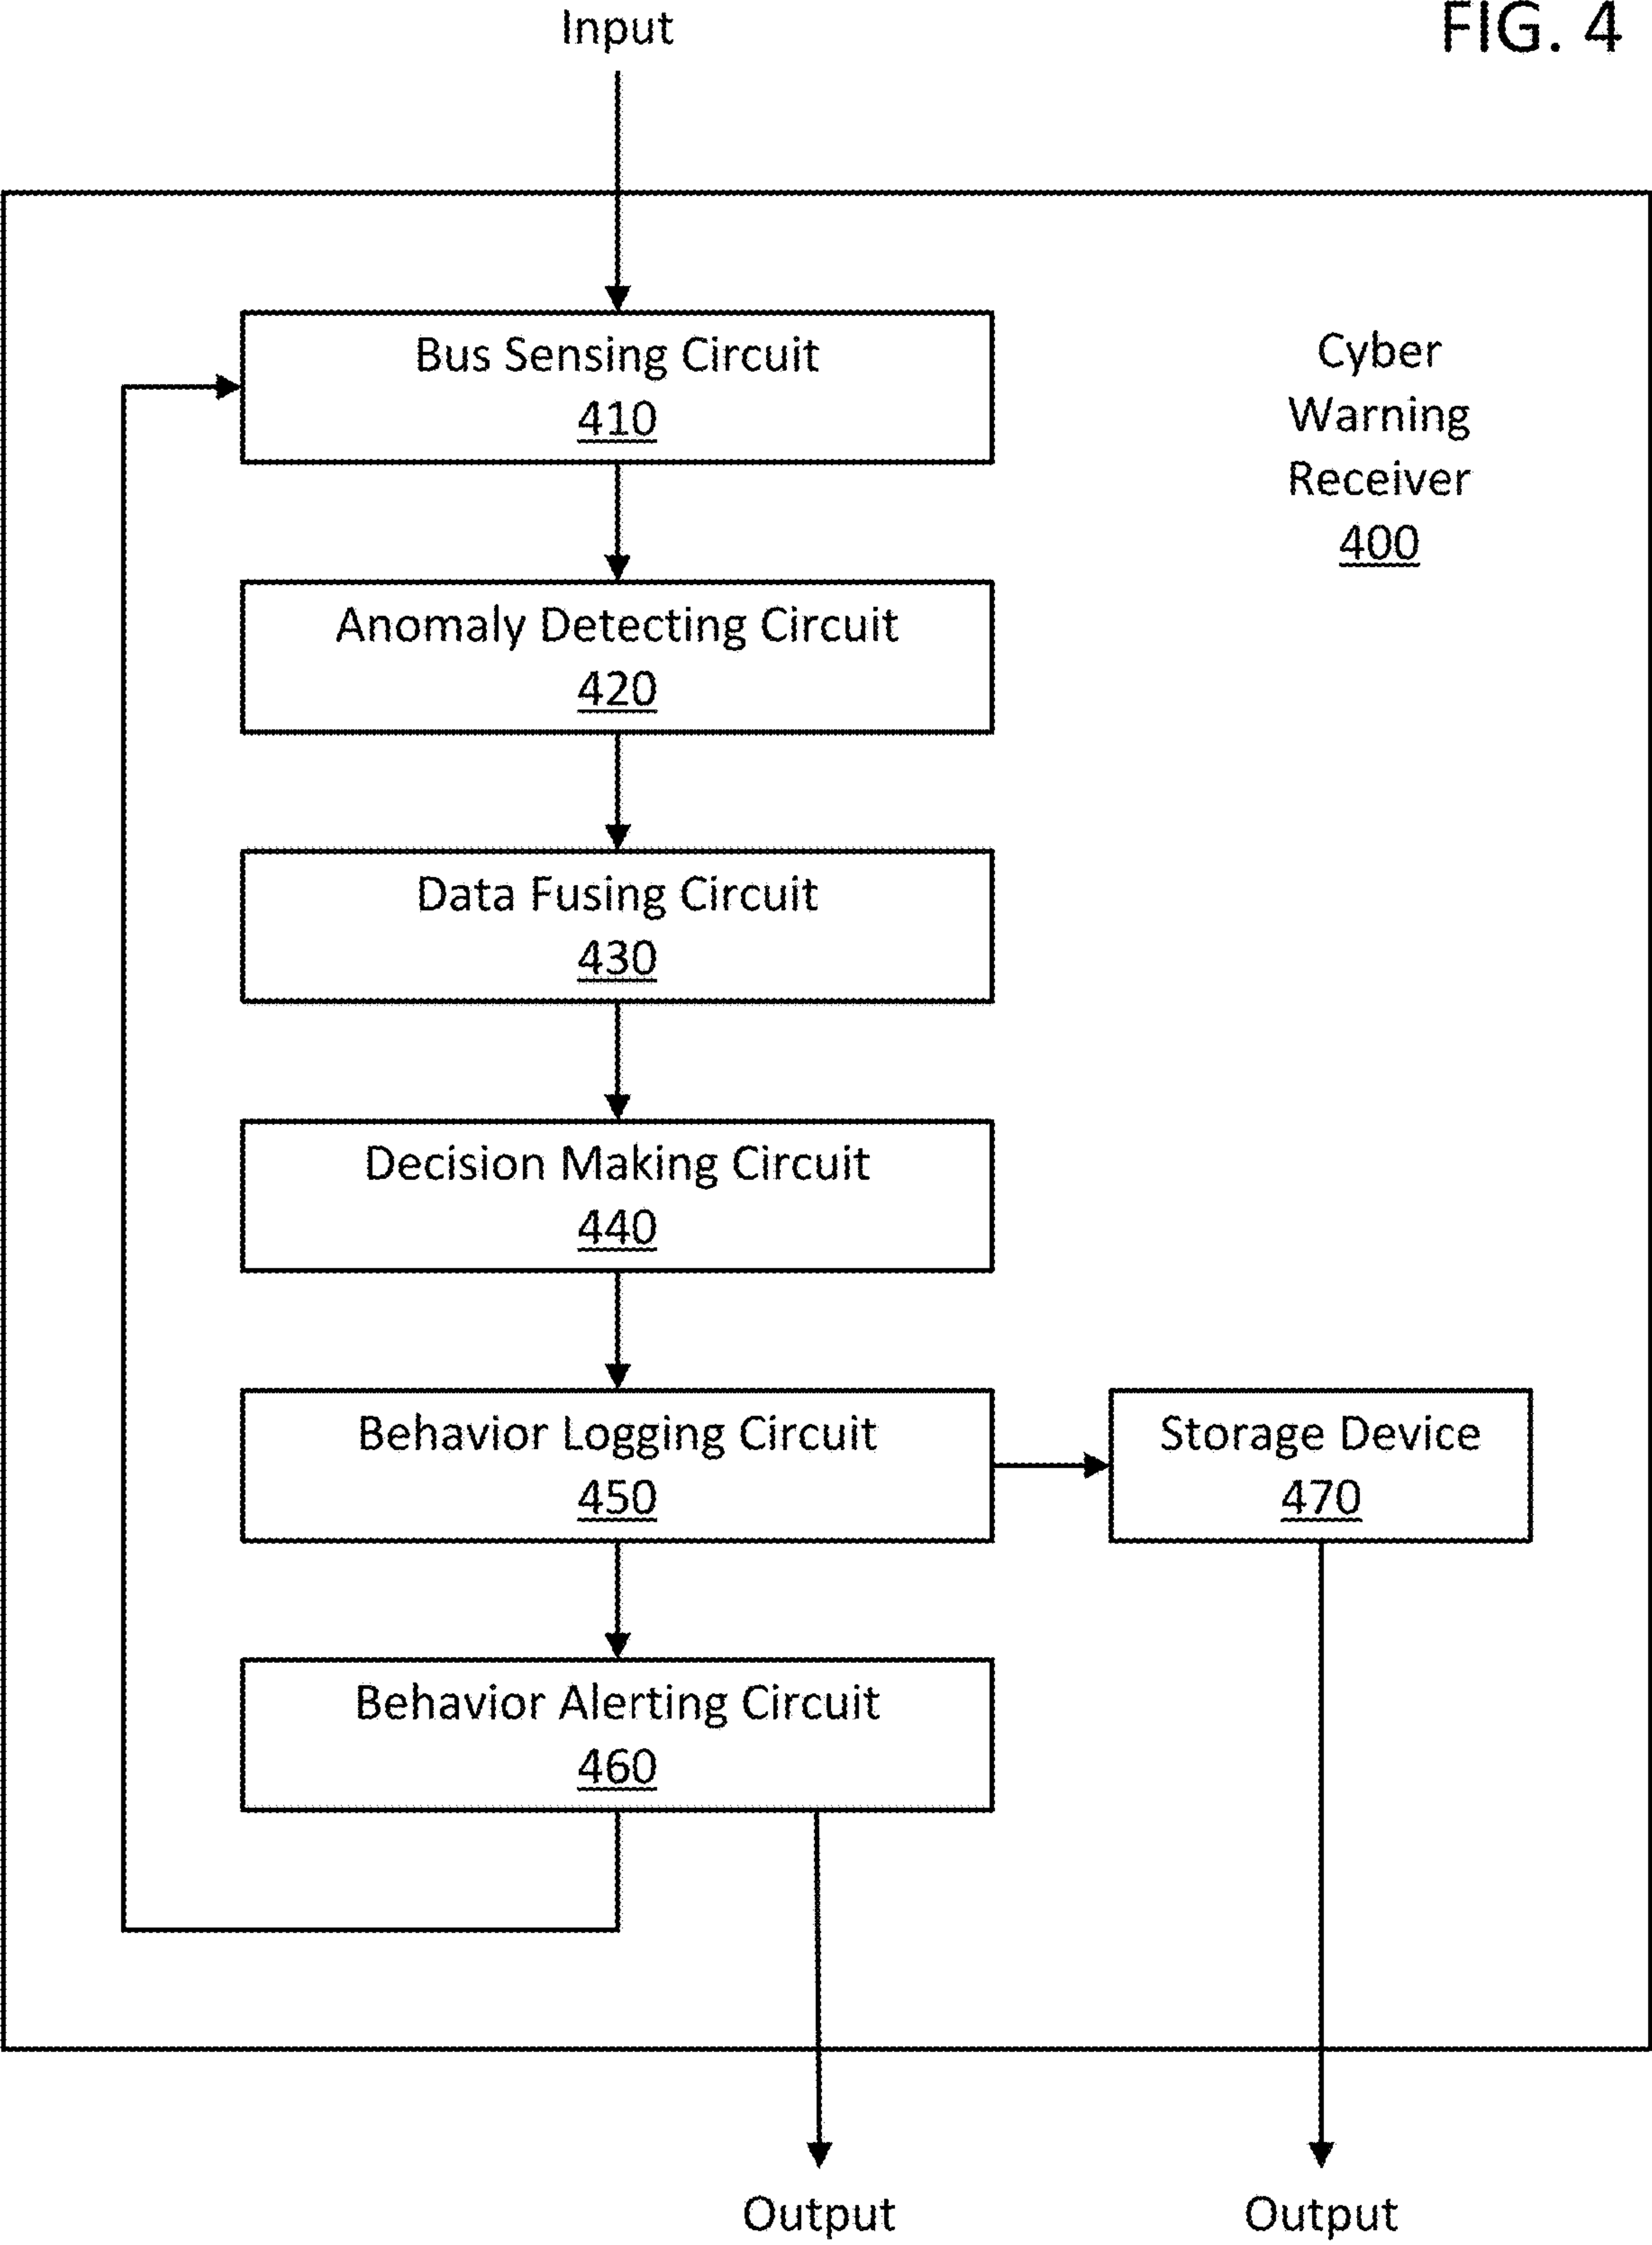 FIG. 4
Input
Bus Sensing Circuit
410
Cyber
Warning
Receiver
400
Anomaly Detecting Circuit
420
Data Fusing Circuit
430
Decision Making Circuit
440
Behavior Logging Circuit
450
Storage Device
470
Behavior Alerting Circuit
460
Output
Output